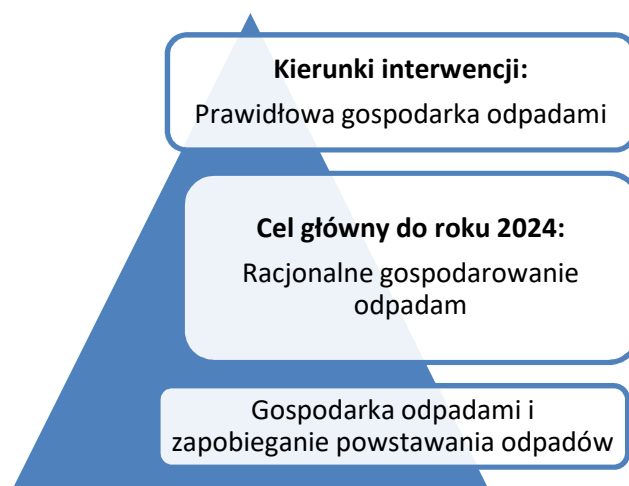 Kierunki interwencji:
Prawidłowa gospodarka odpadami
Cel główny do roku 2024:
Racjonalne gospodarowanie
odpadam
Gospodarka odpadami i
zapobieganie powstawania odpadów